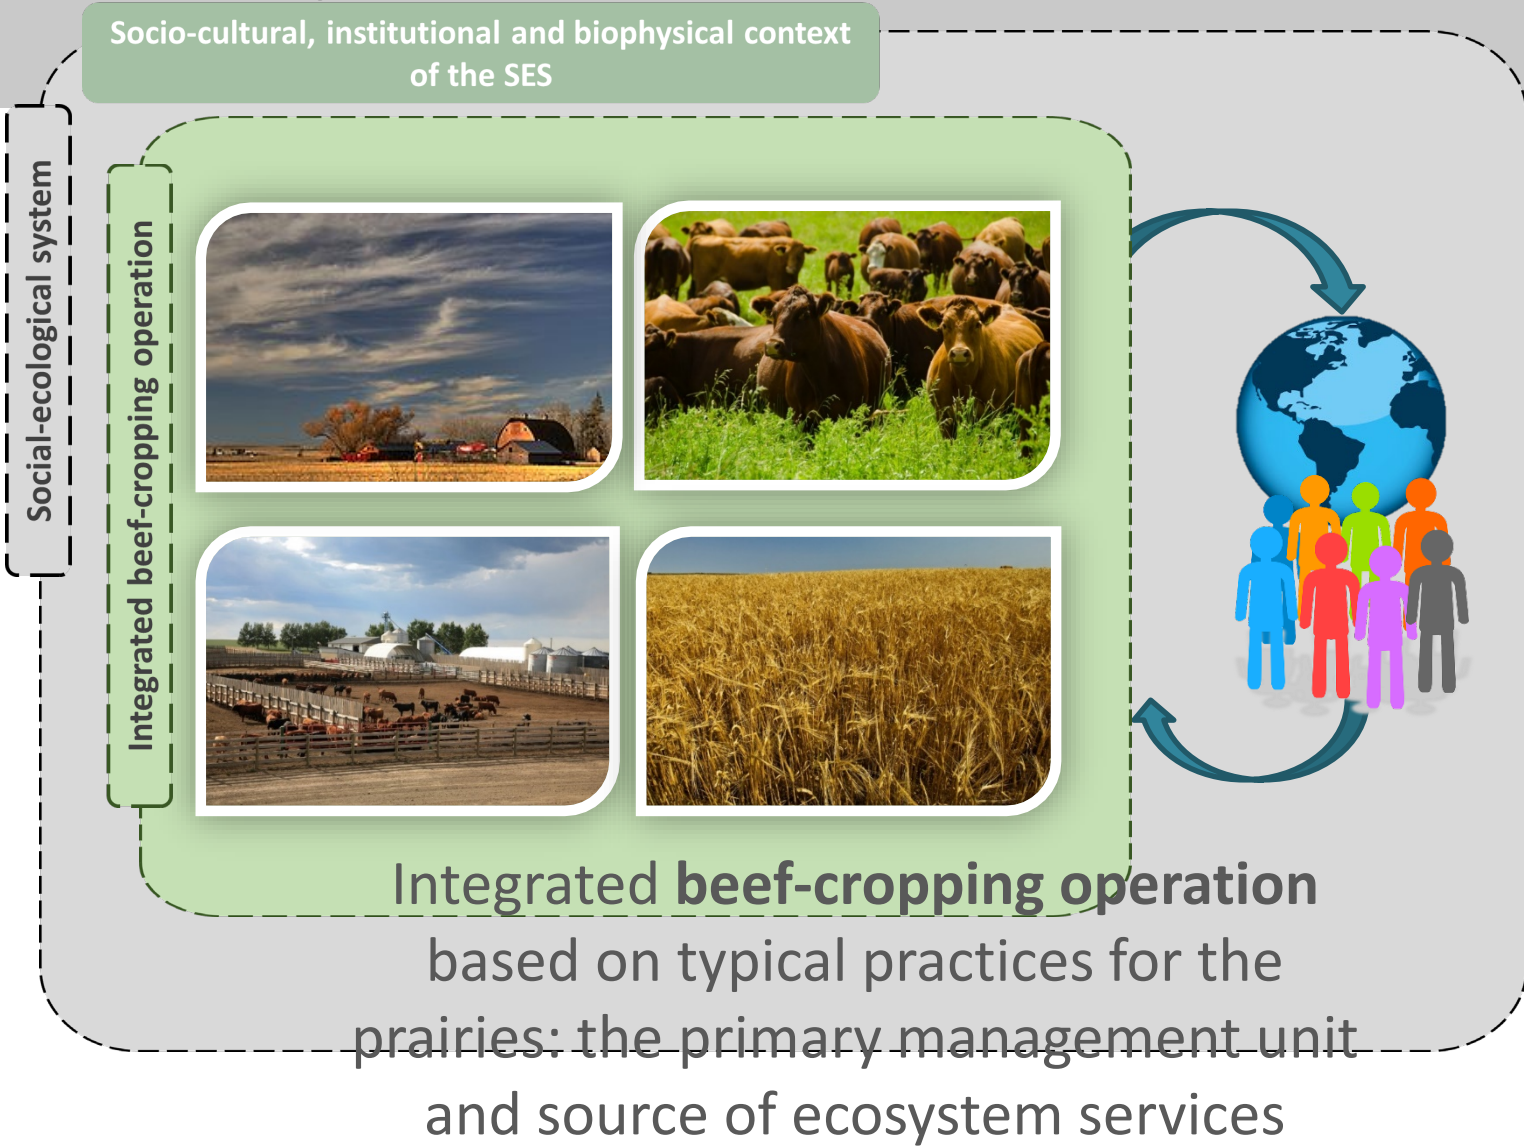 Socio-cultural, institutional and biophysical context
of the SES
Social-ecological system
Integrated beef-cropping operation
Integrated beef-cropping operation
based on typical practices for the
prairies: the primary management unit
and source of ecosystem services